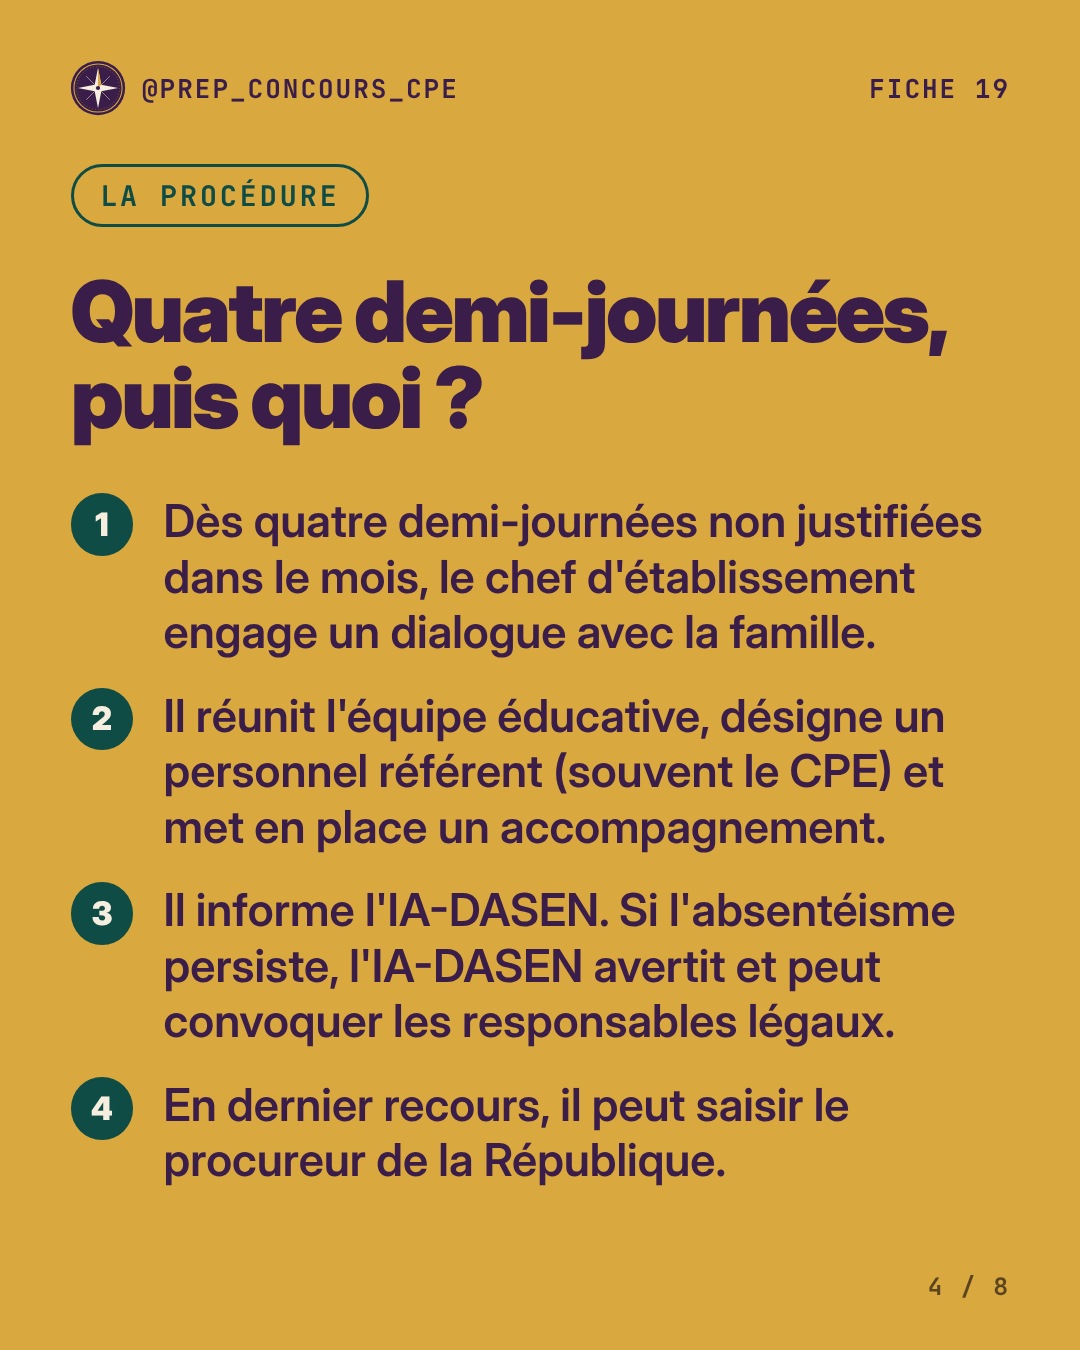 @PREP_CONCOURS_CPE
FICHE 19
LA PROCÉDURE
Quatre demi-journées,
puis quoi ?
1 Dès quatre demi-journées non justifiées
dans le mois, le chef d'établissement
engage un dialogue avec la famille.
2 Il réunit l'équipe éducative, désigne un
personnel référent (souvent le CPE) et
met en place un accompagnement.
3 Il informe l'IA-DASEN. Si l'absentéisme
persiste, l'IA-DASEN avertit et peut
convoquer les responsables légaux.
4 En dernier recours, il peut saisir le
procureur de la République.
4 / 8